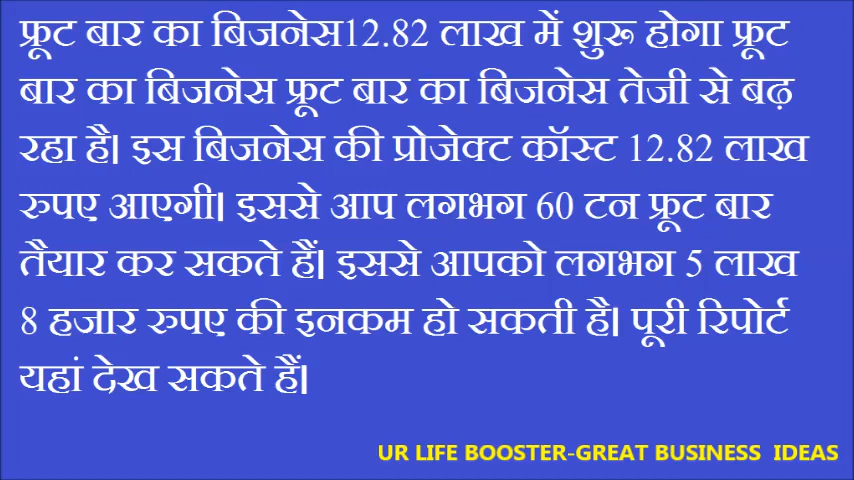 फ्रूट बार का बिजनेस12.82 लाख में शुरू होगा फ्रूट
बार का बिजनेस फ्रूट बार का बिजनेस तेजी से बढ़
रहा है। इस बिजनेस की प्रोजेक्ट कॉस्ट 12.82 लाख
रुपए आएगी। इससे आप लगभग 60 टन फ्रूट बार
तैयार कर सकते हैं। इससे आपको लगभग 5 लाख
8 हजार रुपए की इनकम हो सकती है। पूरी रिपोर्ट
यहां देख सकते हैं।
UR LIFE BOOSTER-GREAT BUSINESS IDEAS